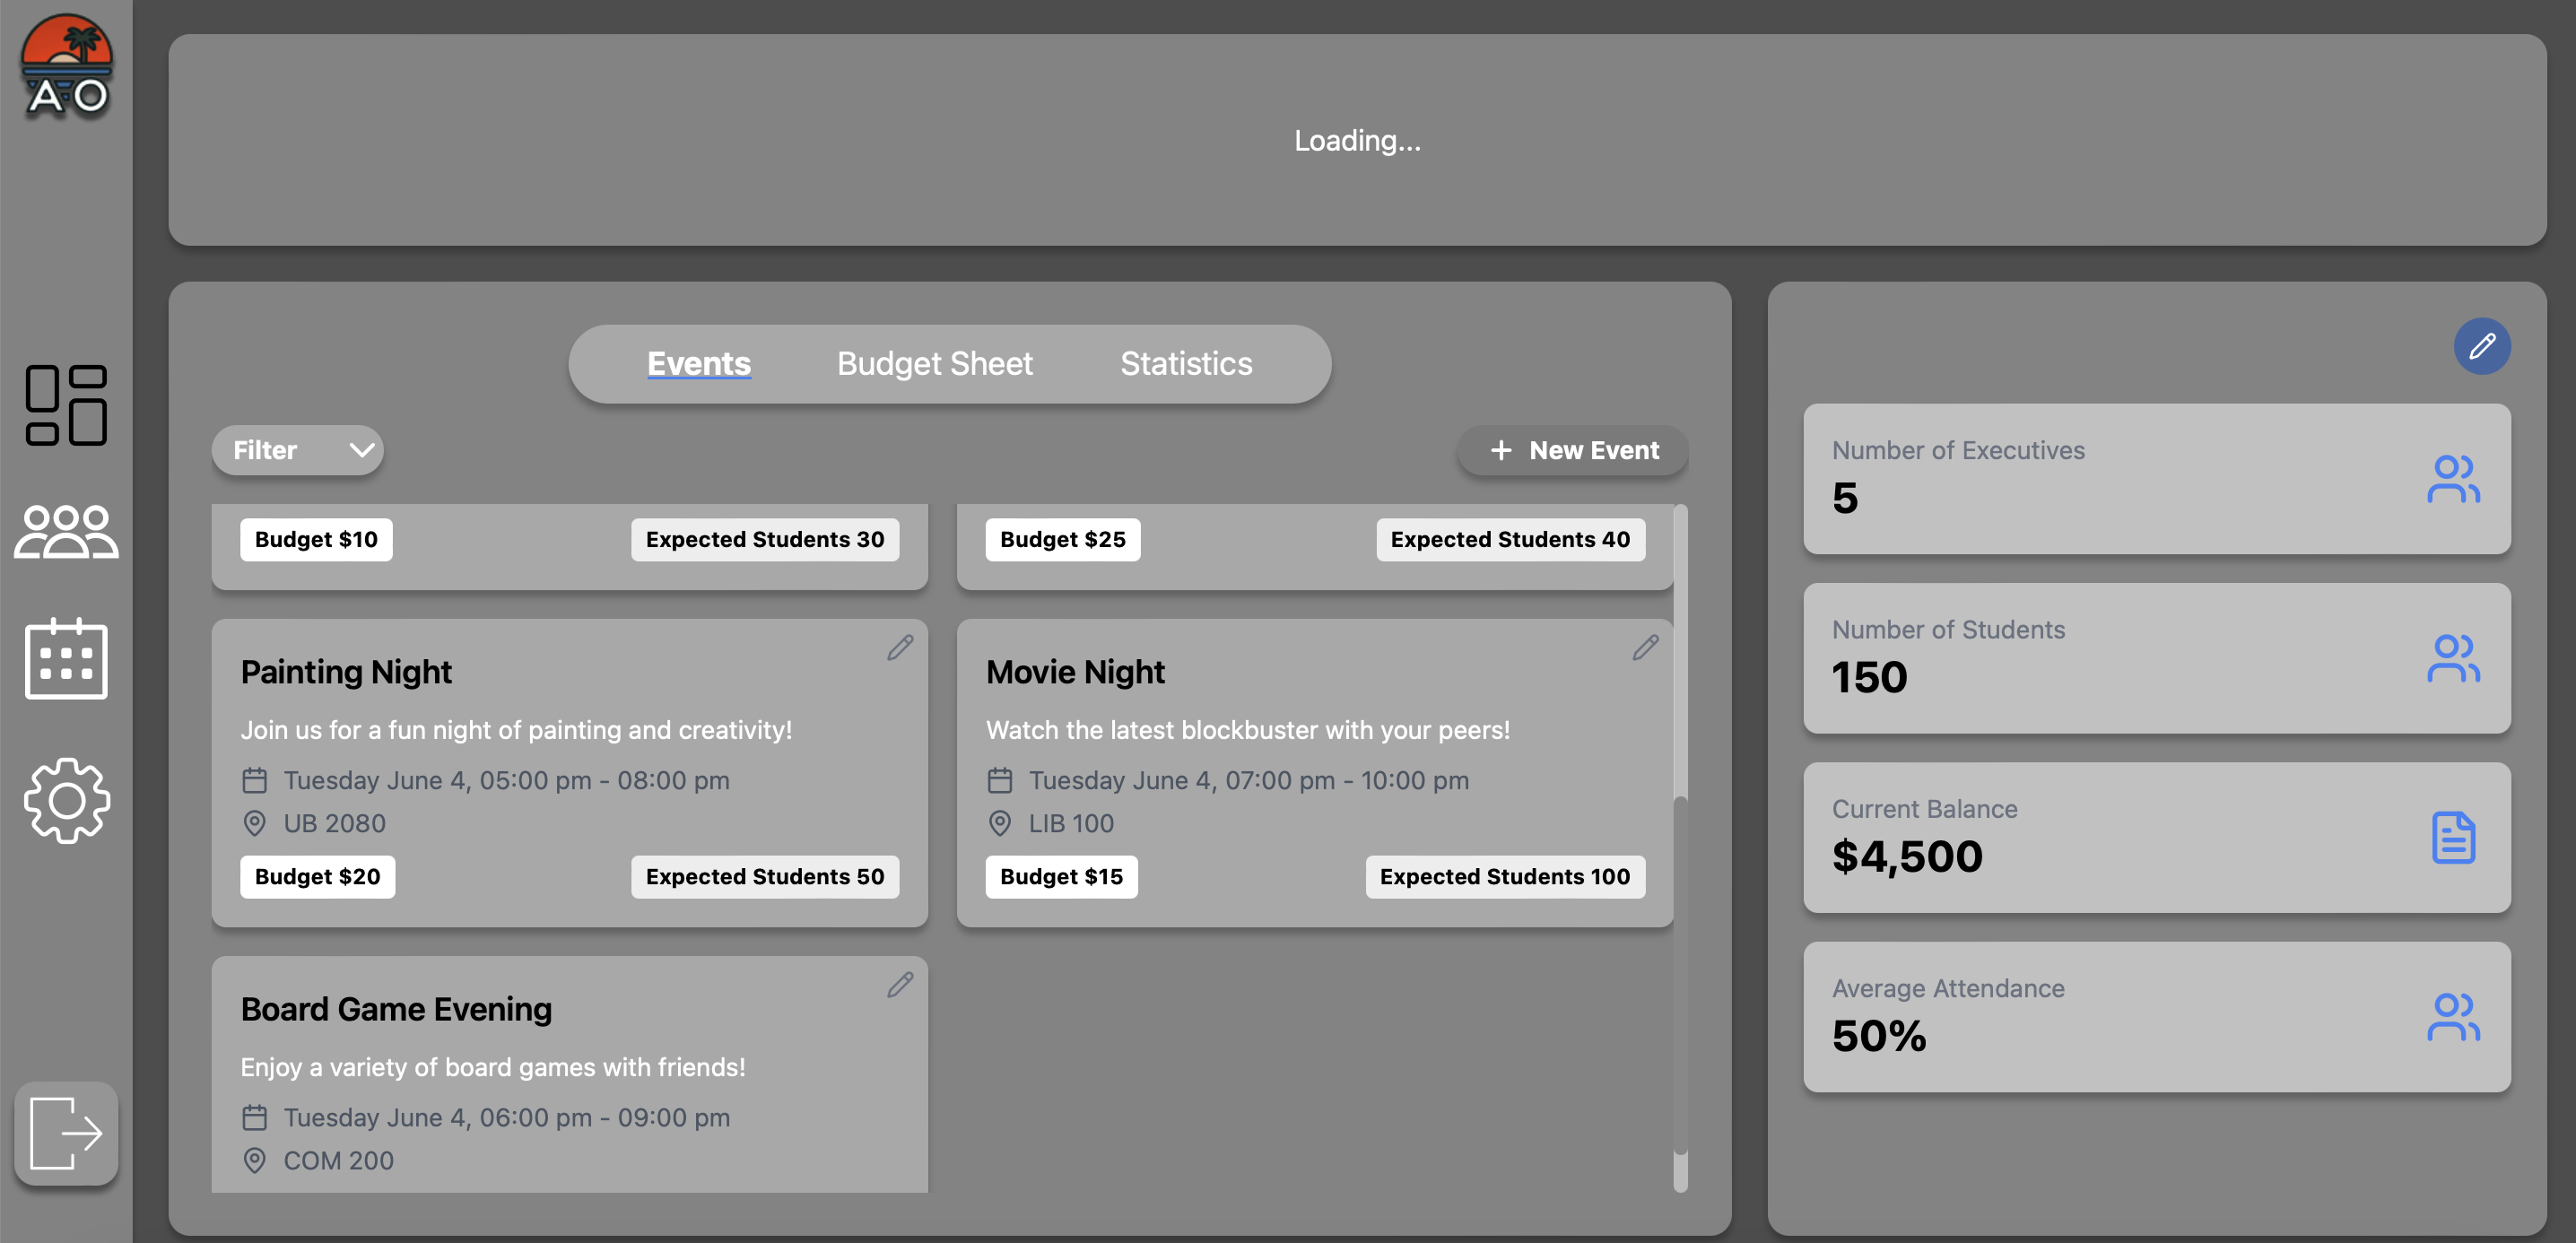 AO
Loading...
Events Budget Sheet Statistics
Filter
+ New Event
Budget $10 Expected Students 30
Budget $25 Expected Students 40
Painting Night
Join us for a fun night of painting and creativity!
Tuesday June 4, 05:00 pm - 08:00 pm
UB 2080
Budget $20 Expected Students 50
Movie Night
Watch the latest blockbuster with your peers!
Tuesday June 4, 07:00 pm - 10:00 pm
LIB 100
Budget $15 Expected Students 100
Board Game Evening
Enjoy a variety of board games with friends!
Tuesday June 4, 06:00 pm - 09:00 pm
COM 200
Number of Executives
5
Number of Students
150
Current Balance
$4,500
Average Attendance
50%